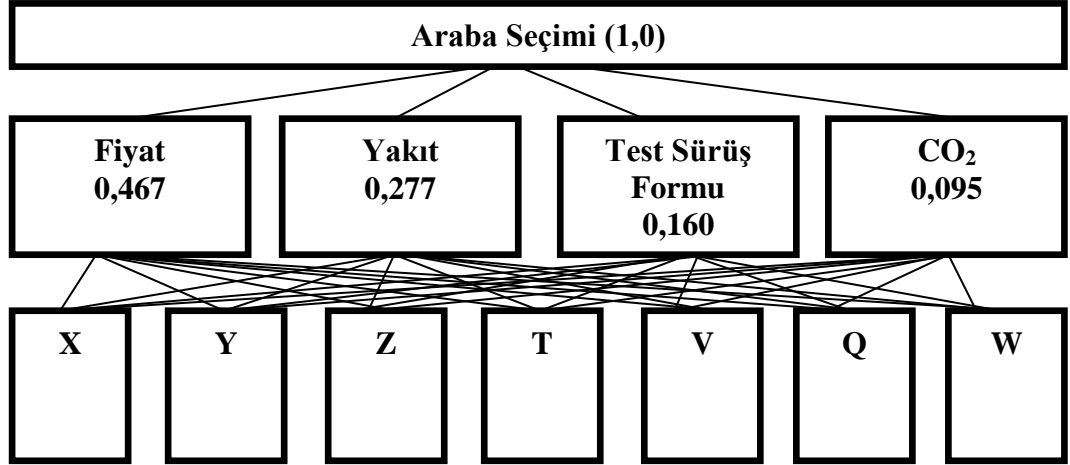 Araba Seçimi (1,0)
Fiyat
0,467
Yakıt
0,277
Test Sürüş
Formu
0,160
CO₂
0,095
X
Y
Z
T
V
Q
W